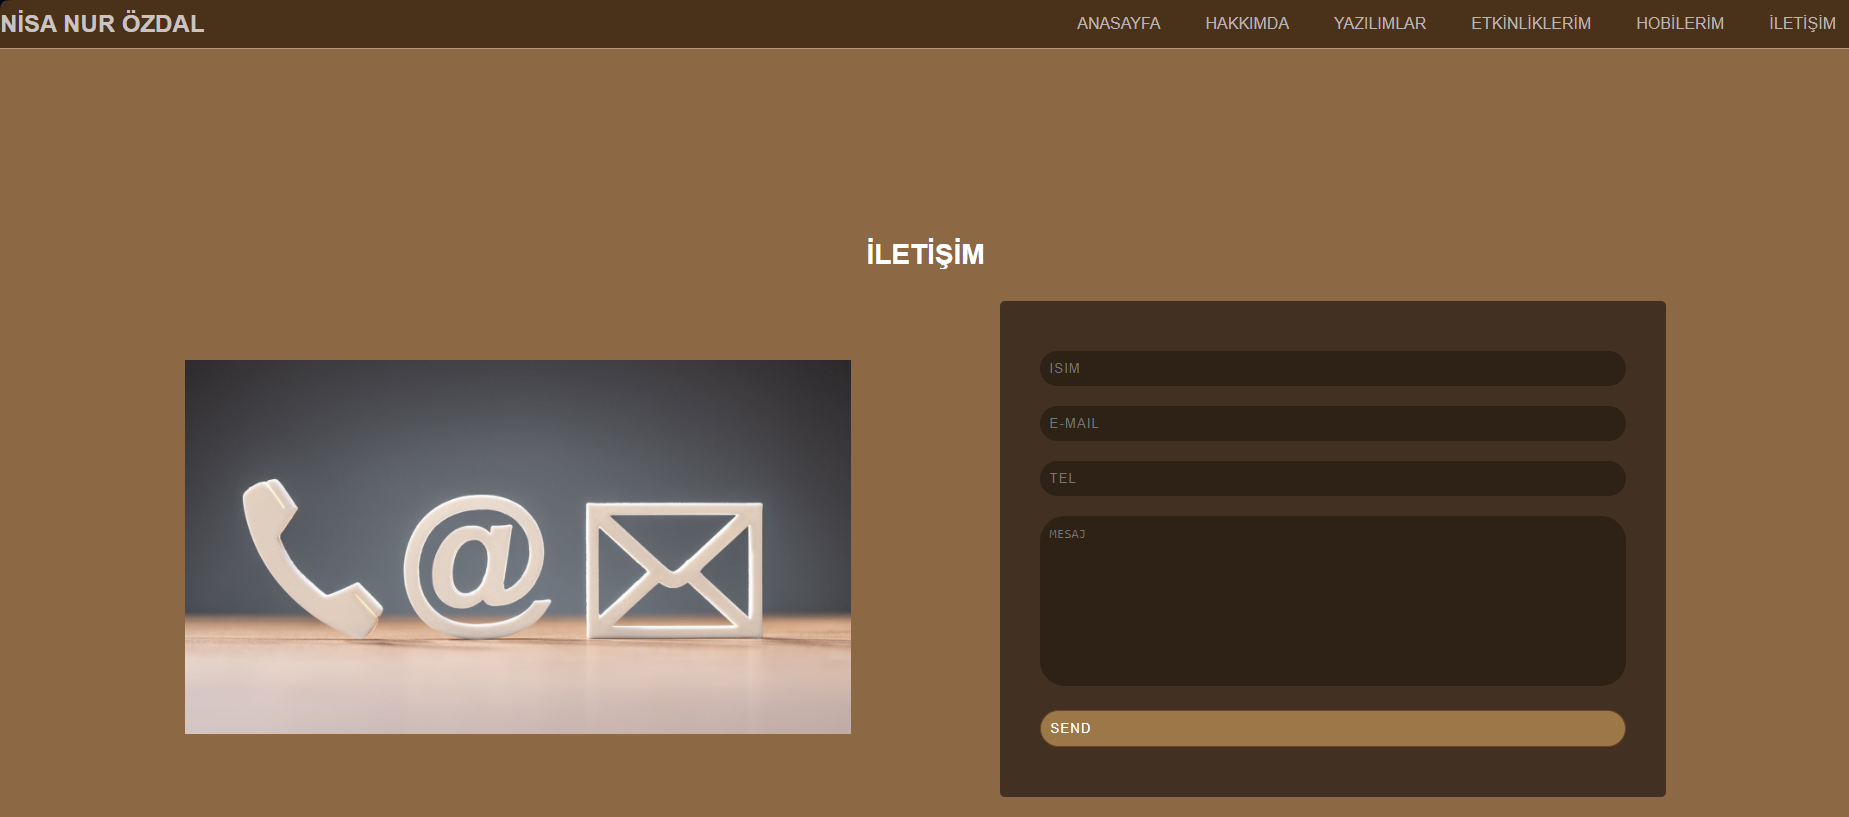 NİSA NUR ÖZDAL
ANASAYFA HAKKIMDA YAZILIMLAR ETKİNLİKLERİM HOBİLERİM İLETİŞİM
İLETİŞİM
ISIM
E-MAIL
TEL
MESAJ
SEND
@